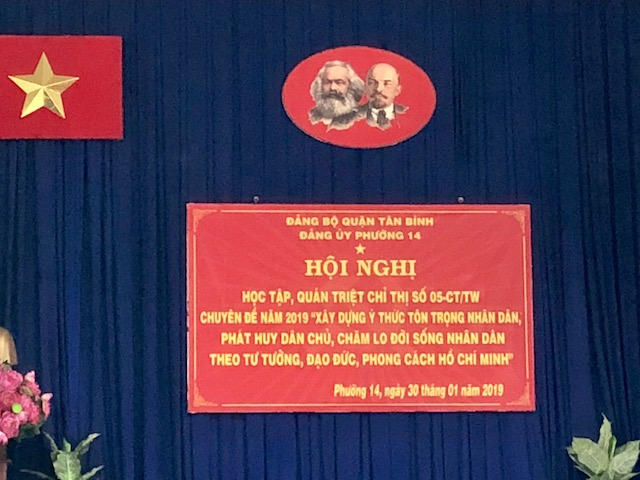 ĐẢNG BỘ QUẬN TÂN BÌNH
ĐẢNG ỦY PHƯỜNG 14
HỘI NGHỊ
HỌC TẬP, QUÁN TRIỆT CHỈ THỊ SỐ 05-CT/TW
CHUYÊN ĐỀ NĂM 2019 "XÂY DỰNG Ý THỨC TÔN TRỌNG NHÂN DÂN,
PHÁT HUY DÂN CHỦ, CHĂM LO ĐỜI SỐNG NHÂN DÂN
THEO TƯ TƯỞNG, ĐẠO ĐỨC, PHONG CÁCH HỒ CHÍ MINH"
Phường 14, ngày 30 tháng 01 năm 2019